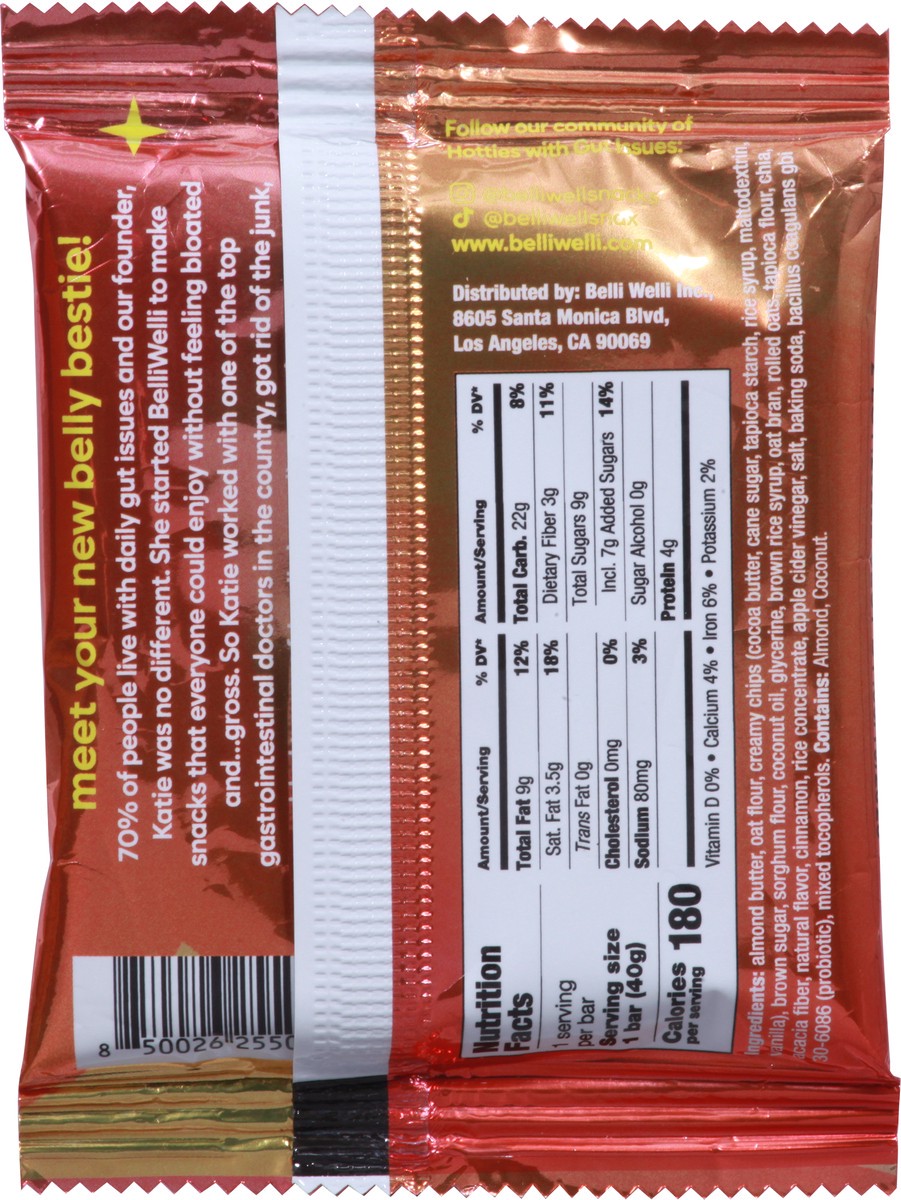 meet your new belly bestie!
70% of people live with daily gut issues and our founder,
Katie was no different. She started BelliWelli to make
snacks that everyone could enjoy without feeling bloated
and...gross. So Katie worked with one of the top
gastrointestinal doctors in the country, got rid of the junk,
8 50026 2550
Follow our community of
Hotties with Gut Issues:
@belliwellisnacks
@belliwellisnax
www.belliwelli.com
Distributed by: Belli Welli Inc.,
8605 Santa Monica Blvd,
Los Angeles, CA 90069
Nutrition
Facts
1 serving
per bar
Serving size
1 bar (40g)
Calories 180
per serving
Amount/Serving % DV*
Total Fat 9g 12%
Sat. Fat 3.5g 18%
Trans Fat 0g
Cholesterol 0mg 0%
Sodium 80mg 3%
Amount/Serving % DV*
Total Carb. 22g 8%
Dietary Fiber 3g 11%
Total Sugars 9g
Incl. 7g Added Sugars 14%
Sugar Alcohol 0g
Protein 4g
Vitamin D 0% • Calcium 4% • Iron 6% • Potassium 2%
Ingredients: almond butter, oat flour, creamy chips (cocoa butter, cane sugar, tapioca starch, rice syrup, maltodextrin,
vanilla), brown sugar, sorghum flour, coconut oil, glycerine, brown rice syrup, oat bran, rolled oats, tapioca flour, chia,
acacia fiber, natural flavor, cinnamon, rice concentrate, apple cider vinegar, salt, baking soda, bacillus coagulans gbi
30-6086 (probiotic), mixed tocopherols. Contains: Almond, Coconut.